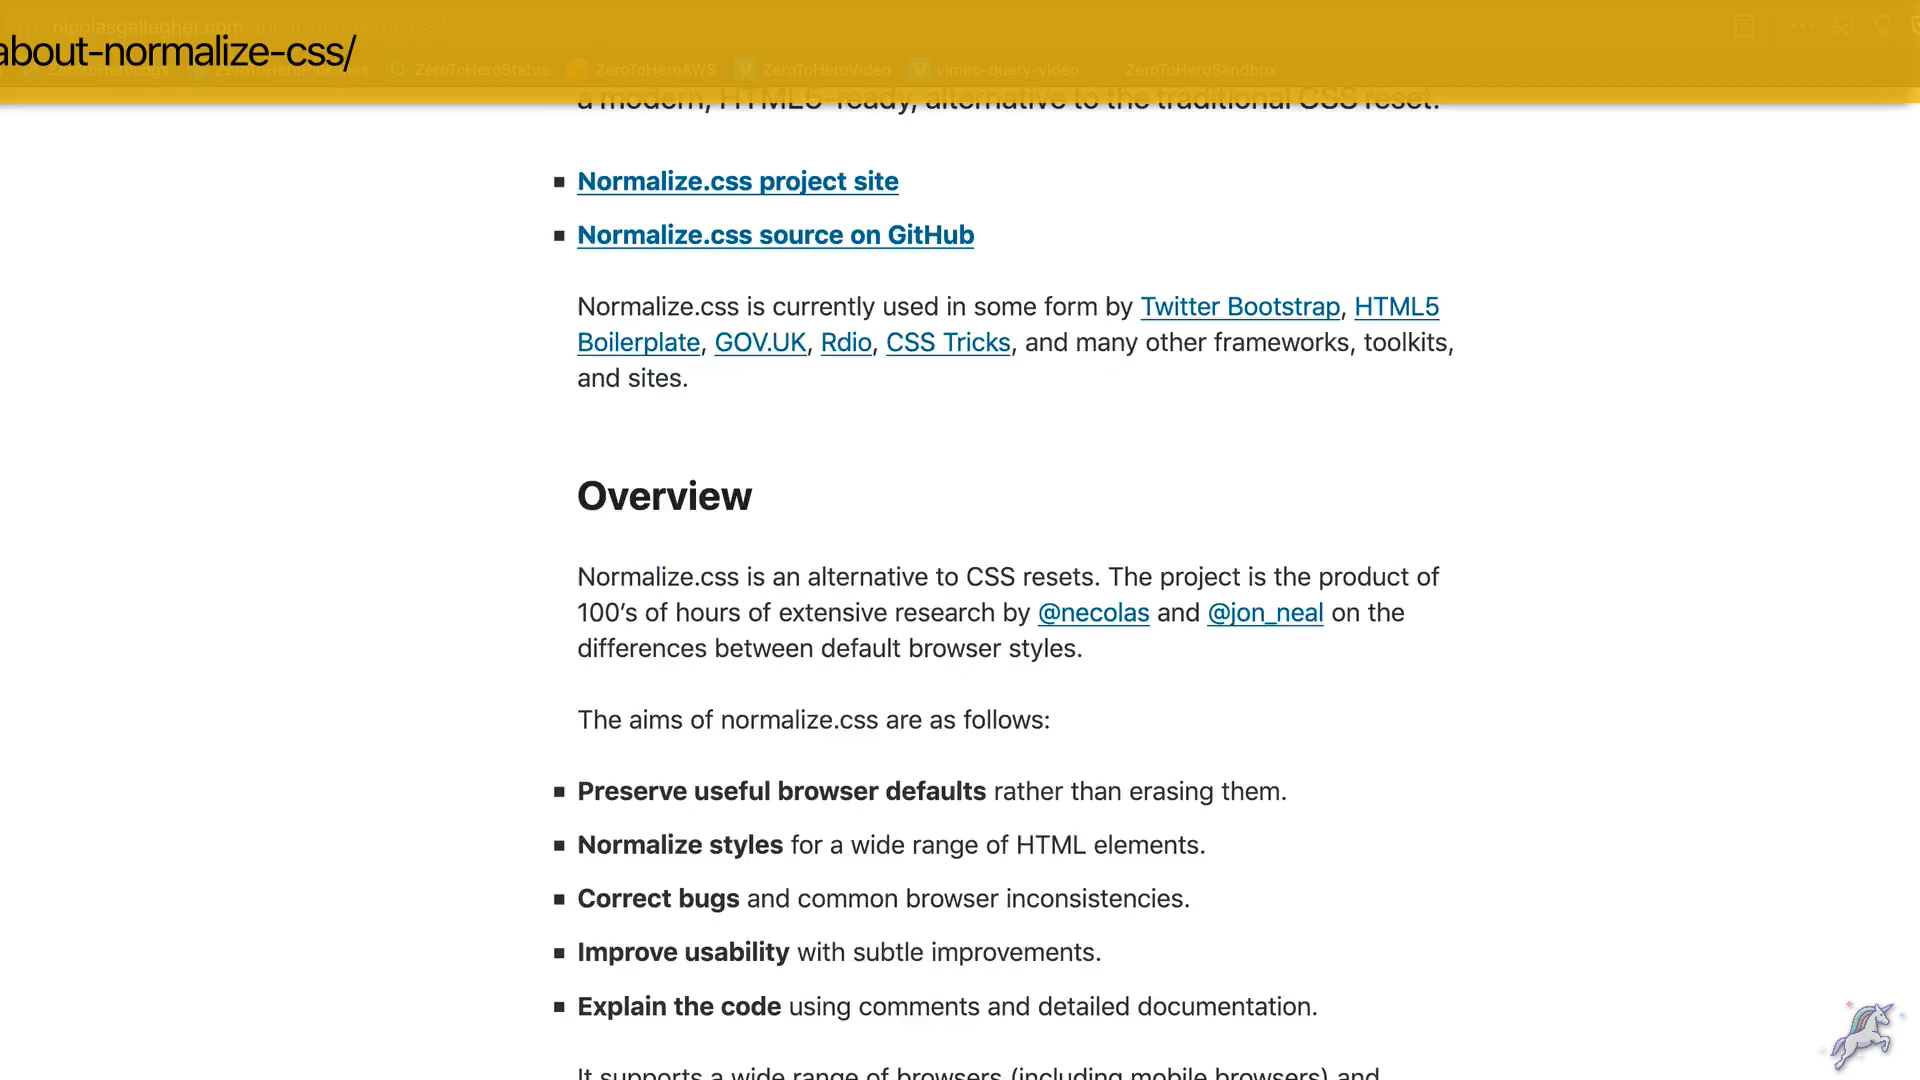 nicolasgallagher.com/about-normalize-css/
about-normalize-css/
ZeroToHeroLogs ZeroToHeroPipelines ZeroToHeroStatus ZeroToHeroAWS ZeroToHeroVideo vimeo-query-video ZeroToHeroSandbox
a modern, HTML5-ready, alternative to the traditional CSS reset.
Normalize.css project site
Normalize.css source on GitHub
Normalize.css is currently used in some form by Twitter Bootstrap, HTML5
Boilerplate, GOV.UK, Rdio, CSS Tricks, and many other frameworks, toolkits,
and sites.
Overview
Normalize.css is an alternative to CSS resets. The project is the product of
100’s of hours of extensive research by @necolas and @jon_neal on the
differences between default browser styles.
The aims of normalize.css are as follows:
Preserve useful browser defaults rather than erasing them.
Normalize styles for a wide range of HTML elements.
Correct bugs and common browser inconsistencies.
Improve usability with subtle improvements.
Explain the code using comments and detailed documentation.
It supports a wide range of browsers (including mobile browsers) and